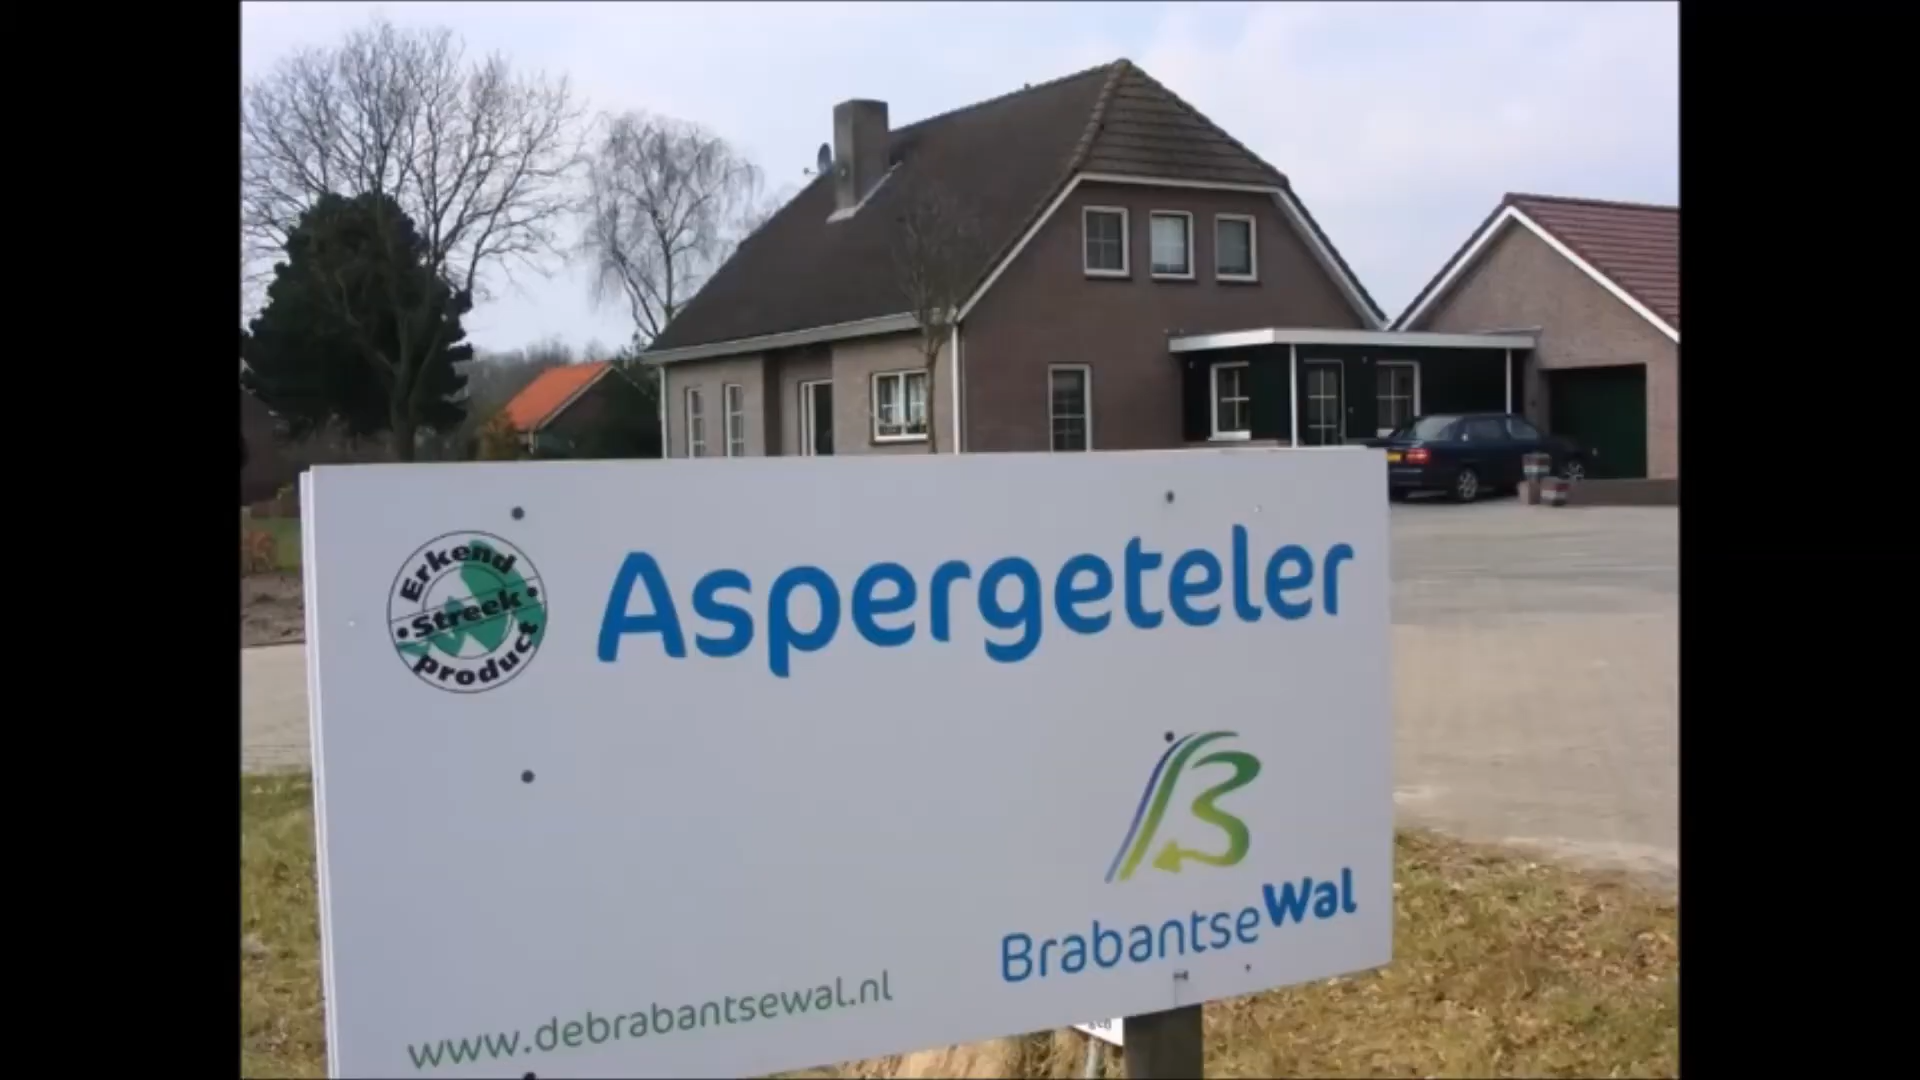 Erkend
Streek
product
Aspergeteler
BrabantseWal
www.debrabantsewal.nl